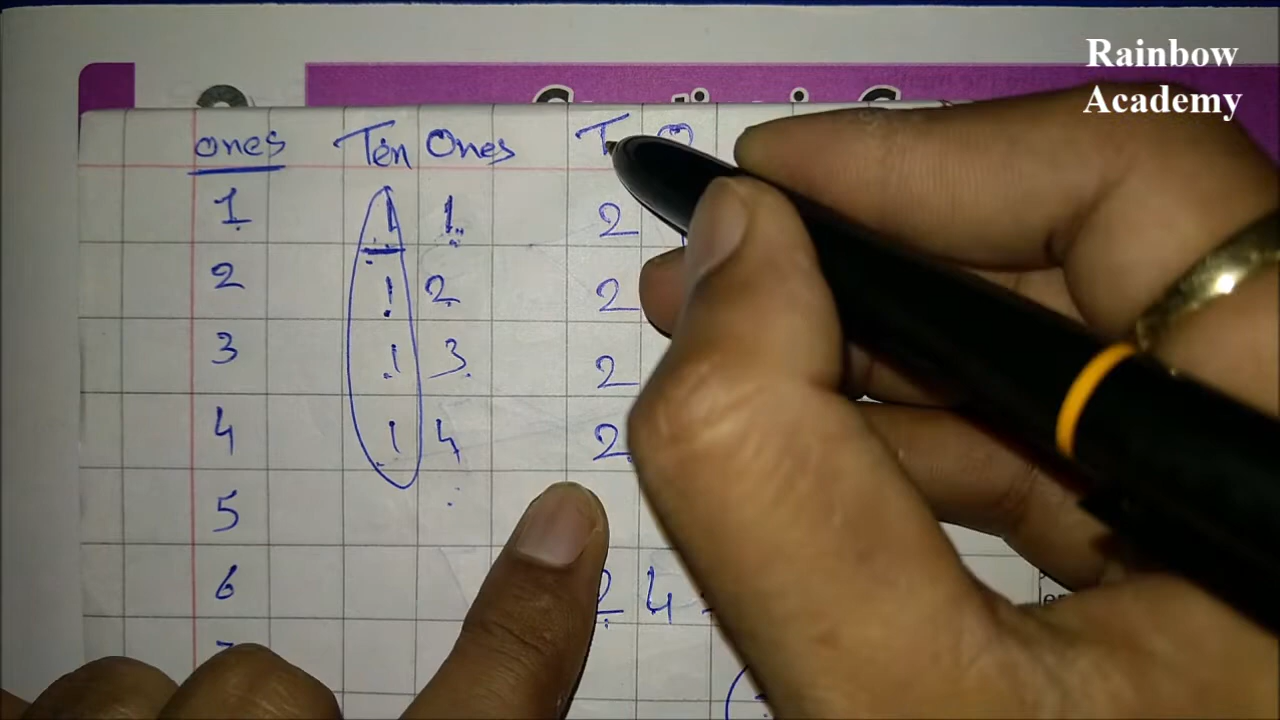 Rainbow
Academy
ones Ten Ones T O
1 1 1 2
2 1 2 2
3 1 3 2
4 1 4 2
5
6 2 4